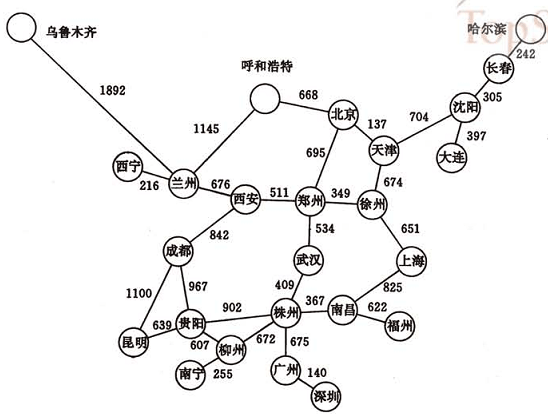 TopS
乌鲁木齐
哈尔滨
242
长春
呼和浩特
1892
668
305
沈阳
北京
704
137
397
1145
天津
大连
695
西宁
216
兰州
676
674
西安
511
郑州
349
徐州
842
534
651
成都
武汉
上海
1100
967
409
825
902
株州
367
南昌
622
贵阳
639
昆明
607
柳州
672
675
福州
南宁
255
广州
140
深圳